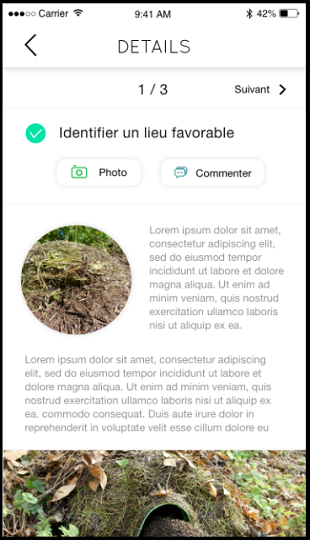 Carrier 9:41 AM 42%
DETAILS
1 / 3 Suivant
Identifier un lieu favorable
Photo Commenter
Lorem ipsum dolor sit amet,
consectetur adipiscing elit,
sed do eiusmod tempor
incididunt ut labore et dolore
magna aliqua. Ut enim ad
minim veniam, quis nostrud
exercitation ullamco laboris
nisi ut aliquip ex ea.
Lorem ipsum dolor sit amet, consectetur adipiscing
elit, sed do eiusmod tempor incididunt ut labore et
dolore magna aliqua. Ut enim ad minim veniam, quis
nostrud exercitation ullamco laboris nisi ut aliquip ex
ea. commodo consequat. Duis aute irure dolor in
reprehenderit in voluptate velit esse cillum dolore eu